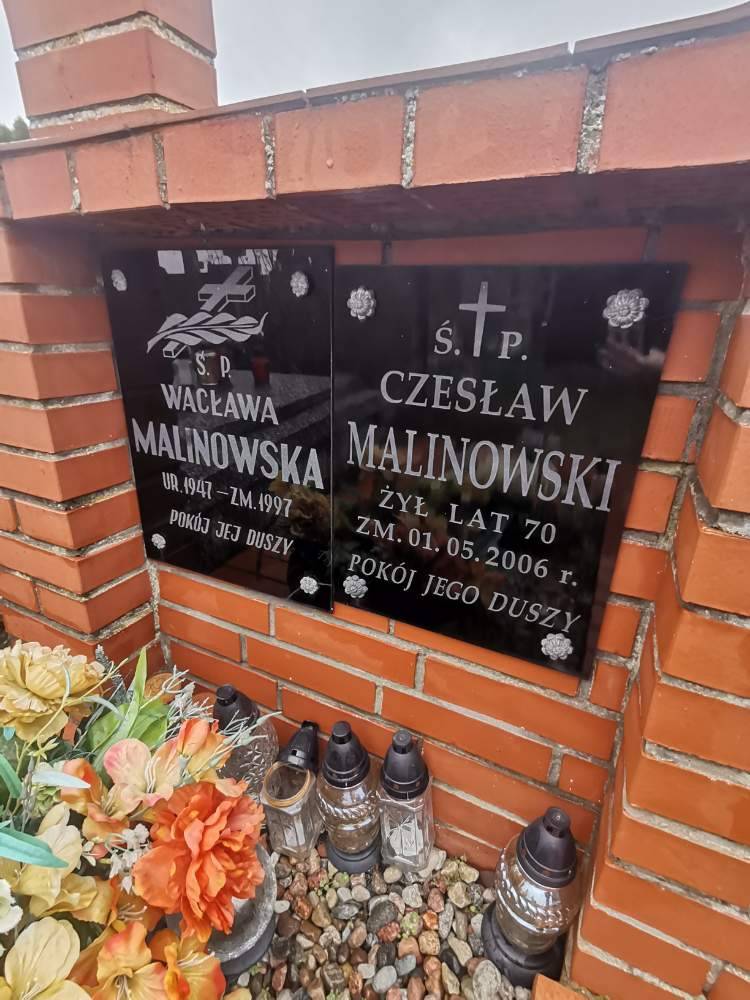 Ś. P.
WACŁAWA
MALINOWSKA
UR. 1947 – ZM. 1997
POKÓJ JEJ DUSZY
Ś. P.
CZESŁAW
MALINOWSKI
ŻYŁ LAT 70
ZM. 01. 05. 2006 r.
POKÓJ JEGO DUSZY